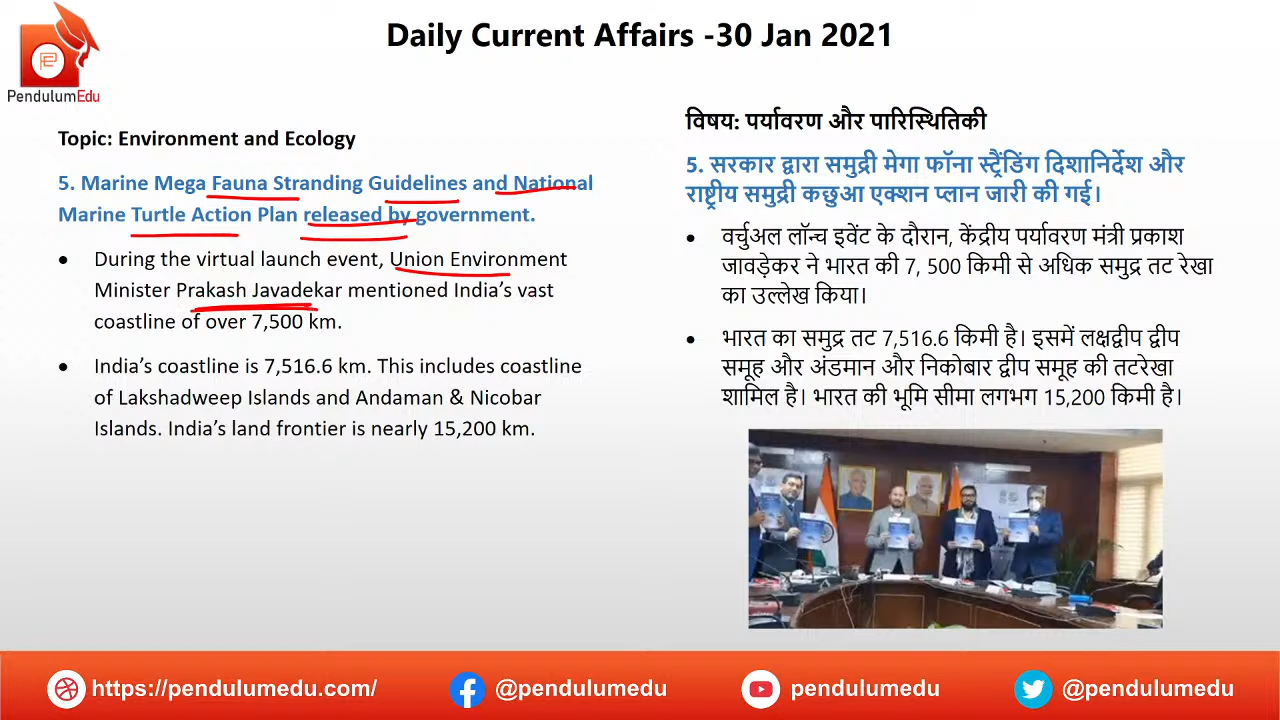 Daily Current Affairs -30 Jan 2021
PendulumEdu
Topic: Environment and Ecology
5. Marine Mega Fauna Stranding Guidelines and National
Marine Turtle Action Plan released by government.
• During the virtual launch event, Union Environment
Minister Prakash Javadekar mentioned India's vast
coastline of over 7,500 km.
• India's coastline is 7,516.6 km. This includes coastline
of Lakshadweep Islands and Andaman & Nicobar
Islands. India's land frontier is nearly 15,200 km.
विषय: पर्यावरण और पारिस्थितिकी
5. सरकार द्वारा समुद्री मेगा फॉना स्ट्रैंडिंग दिशानिर्देश और
राष्ट्रीय समुद्री कछुआ एक्शन प्लान जारी की गई।
• वर्चुअल लॉन्च इवेंट के दौरान, केंद्रीय पर्यावरण मंत्री प्रकाश
जावड़ेकर ने भारत की 7, 500 किमी से अधिक समुद्र तट रेखा
का उल्लेख किया।
• भारत का समुद्र तट 7,516.6 किमी है। इसमें लक्षद्वीप द्वीप
समूह और अंडमान और निकोबार द्वीप समूह की तटरेखा
शामिल है। भारत की भूमि सीमा लगभग 15,200 किमी है।
https://pendulumedu.com/
@pendulumedu
pendulumedu
@pendulumedu